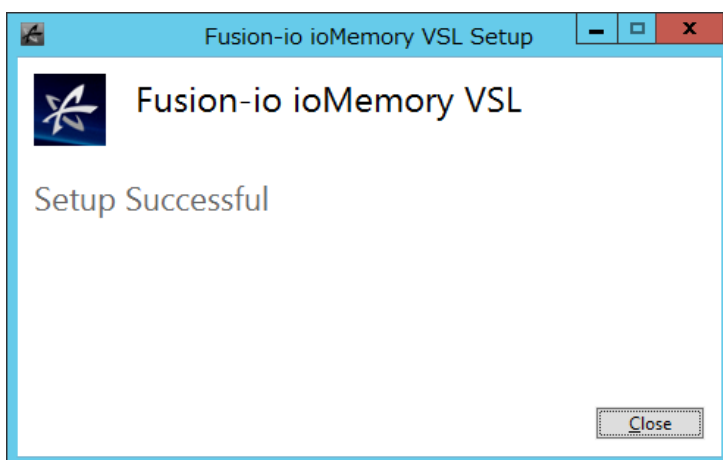 Fusion-io ioMemory VSL Setup
Fusion-io ioMemory VSL
Setup Successful
Close